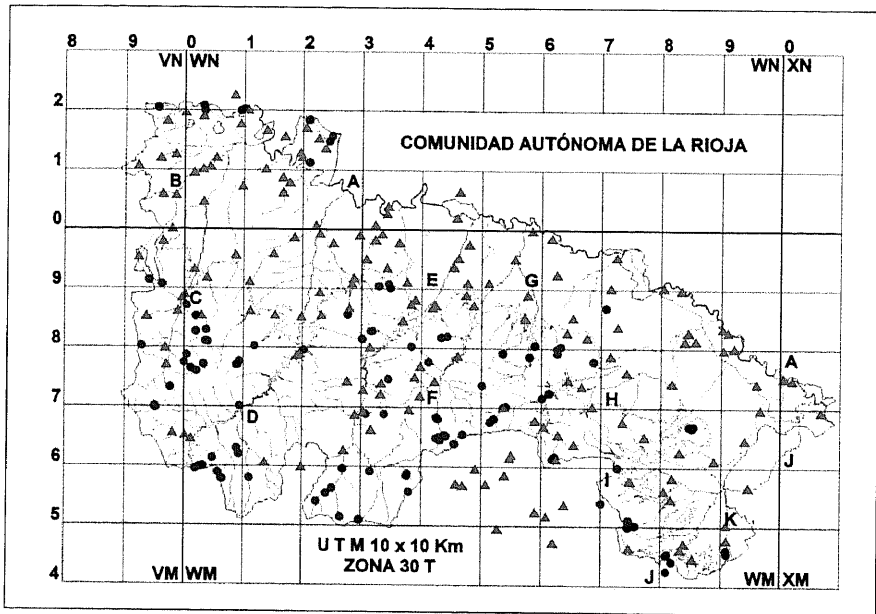 8 9 0 1 2 3 4 5 6 7 8 9 0
VN WN WN XN
2
COMUNIDAD AUTÓNOMA DE LA RIOJA
1
B A
0
9 E G
C
8
A
7
F H
D
J
6
I
K
5
U T M 10 x 10 Km
ZONA 30 T
VM WM J WM XM
4